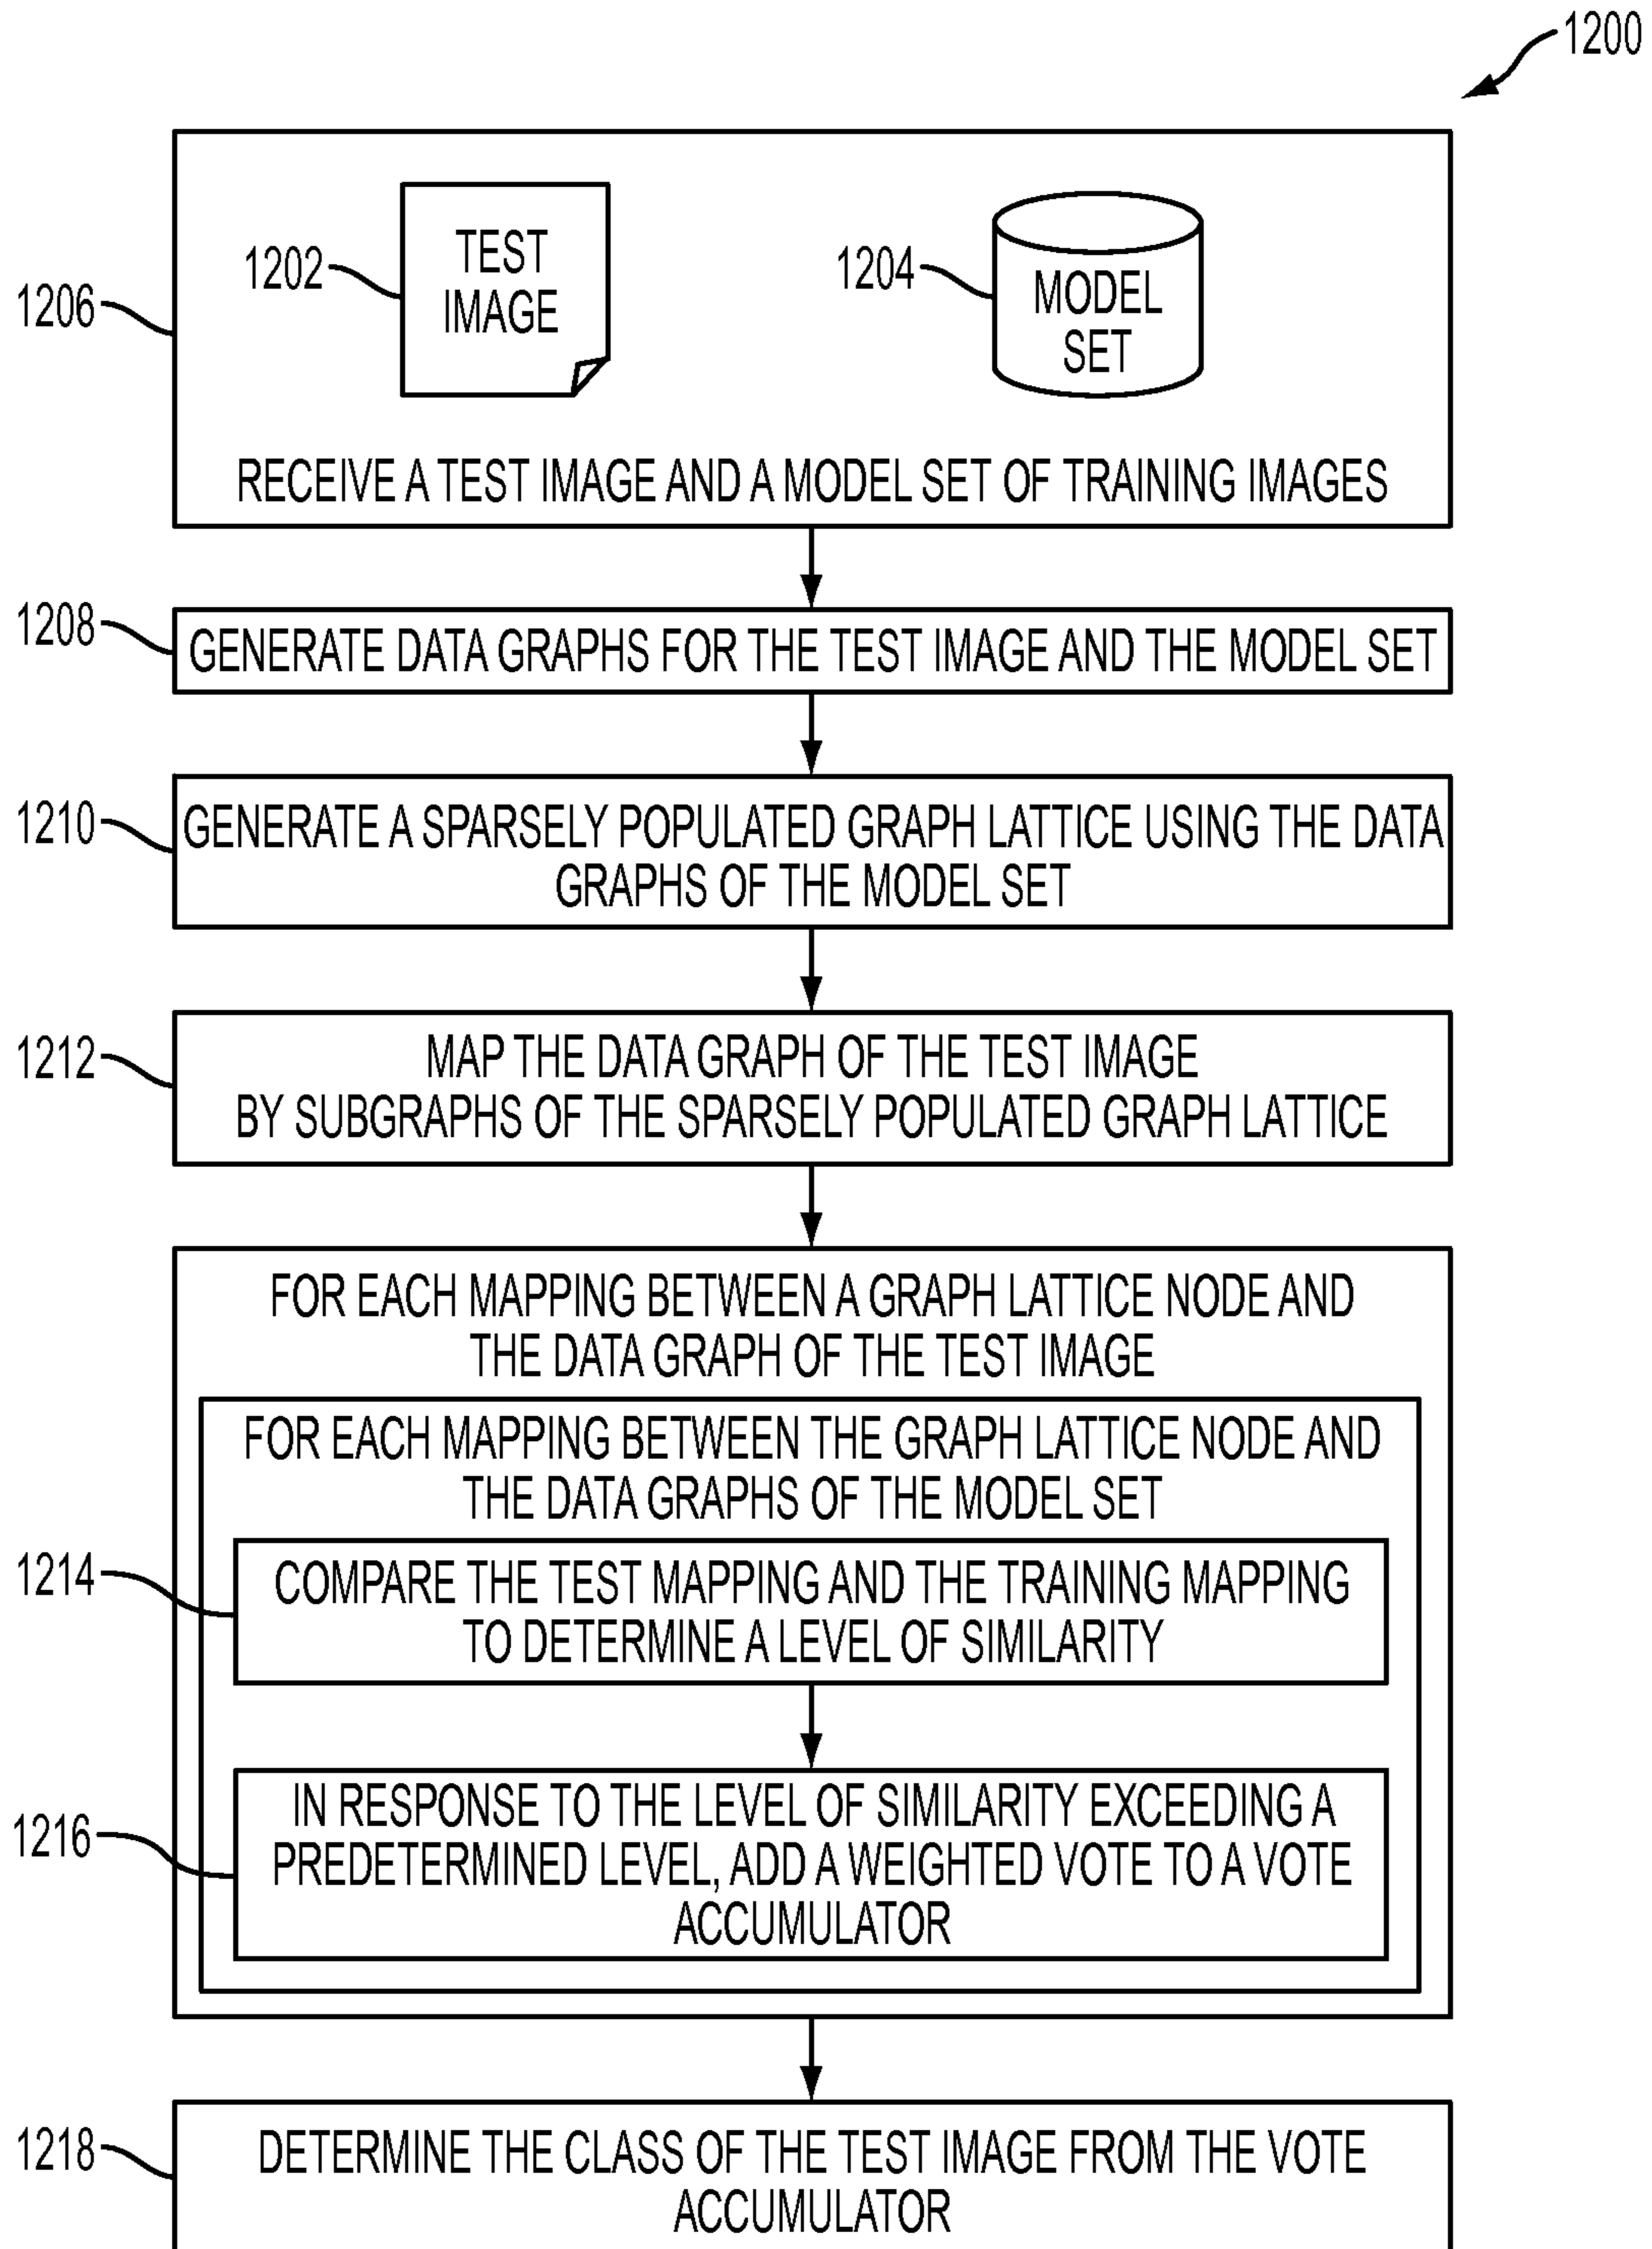 1200
1202
TEST
IMAGE
1204
MODEL
SET
1206
RECEIVE A TEST IMAGE AND A MODEL SET OF TRAINING IMAGES
1208
GENERATE DATA GRAPHS FOR THE TEST IMAGE AND THE MODEL SET
1210
GENERATE A SPARSELY POPULATED GRAPH LATTICE USING THE DATA
GRAPHS OF THE MODEL SET
1212
MAP THE DATA GRAPH OF THE TEST IMAGE
BY SUBGRAPHS OF THE SPARSELY POPULATED GRAPH LATTICE
FOR EACH MAPPING BETWEEN A GRAPH LATTICE NODE AND
THE DATA GRAPH OF THE TEST IMAGE
FOR EACH MAPPING BETWEEN THE GRAPH LATTICE NODE AND
THE DATA GRAPHS OF THE MODEL SET
1214
COMPARE THE TEST MAPPING AND THE TRAINING MAPPING
TO DETERMINE A LEVEL OF SIMILARITY
1216
IN RESPONSE TO THE LEVEL OF SIMILARITY EXCEEDING A
PREDETERMINED LEVEL, ADD A WEIGHTED VOTE TO A VOTE
ACCUMULATOR
1218
DETERMINE THE CLASS OF THE TEST IMAGE FROM THE VOTE
ACCUMULATOR